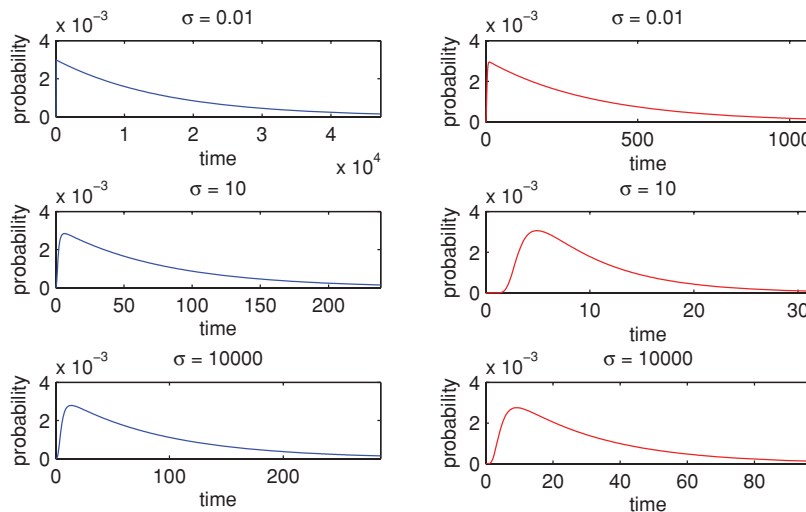 x 10⁻³
σ = 0.01
4
2
0
probability
0
1
2
3
4
time
x 10⁴
x 10⁻³
σ = 0.01
4
2
0
probability
0
500
1000
time
x 10⁻³
σ = 10
4
2
0
probability
0
50
100
150
200
time
x 10⁻³
σ = 10
4
2
0
probability
0
10
20
30
time
x 10⁻³
σ = 10000
4
2
0
probability
0
100
200
time
x 10⁻³
σ = 10000
4
2
0
probability
0
20
40
60
80
time